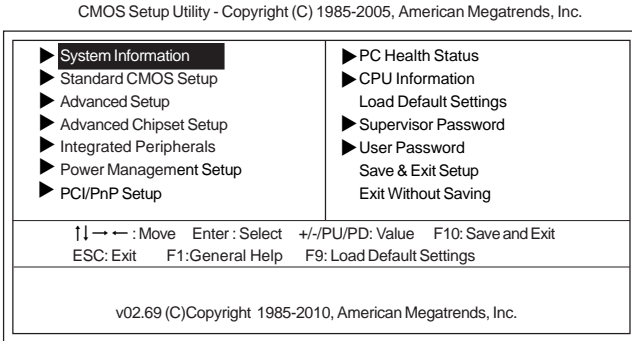 CMOS Setup Utility - Copyright (C) 1985-2005, American Megatrends, Inc.
System Information
Standard CMOS Setup
Advanced Setup
Advanced Chipset Setup
Integrated Peripherals
Power Management Setup
PCI/PnP Setup
PC Health Status
CPU Information
Load Default Settings
Supervisor Password
User Password
Save & Exit Setup
Exit Without Saving
↑↓→← : Move Enter : Select +/-/PU/PD: Value F10: Save and Exit
ESC: Exit F1:General Help F9: Load Default Settings
v02.69 (C)Copyright 1985-2010, American Megatrends, Inc.